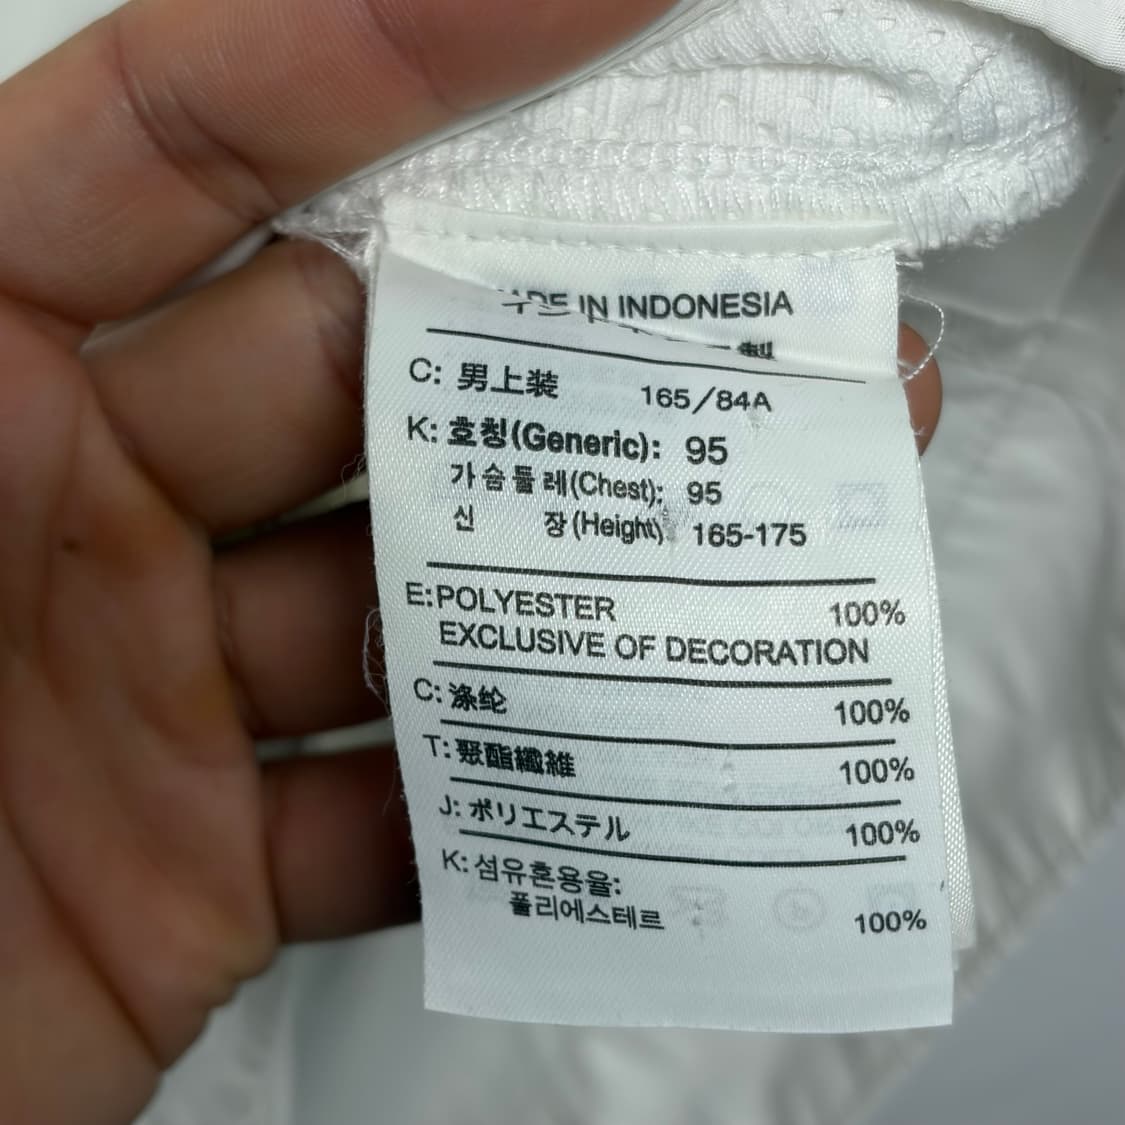 MADE IN INDONESIA
製
C: 男上装 165/84A
K: 호칭(Generic): 95
가슴둘레(Chest): 95
신 장(Height) 165-175
E:POLYESTER 100%
EXCLUSIVE OF DECORATION
C: 涤纶 100%
T: 聚酯纖維 100%
J: ポリエステル 100%
K: 섬유혼용율:
폴리에스테르 100%